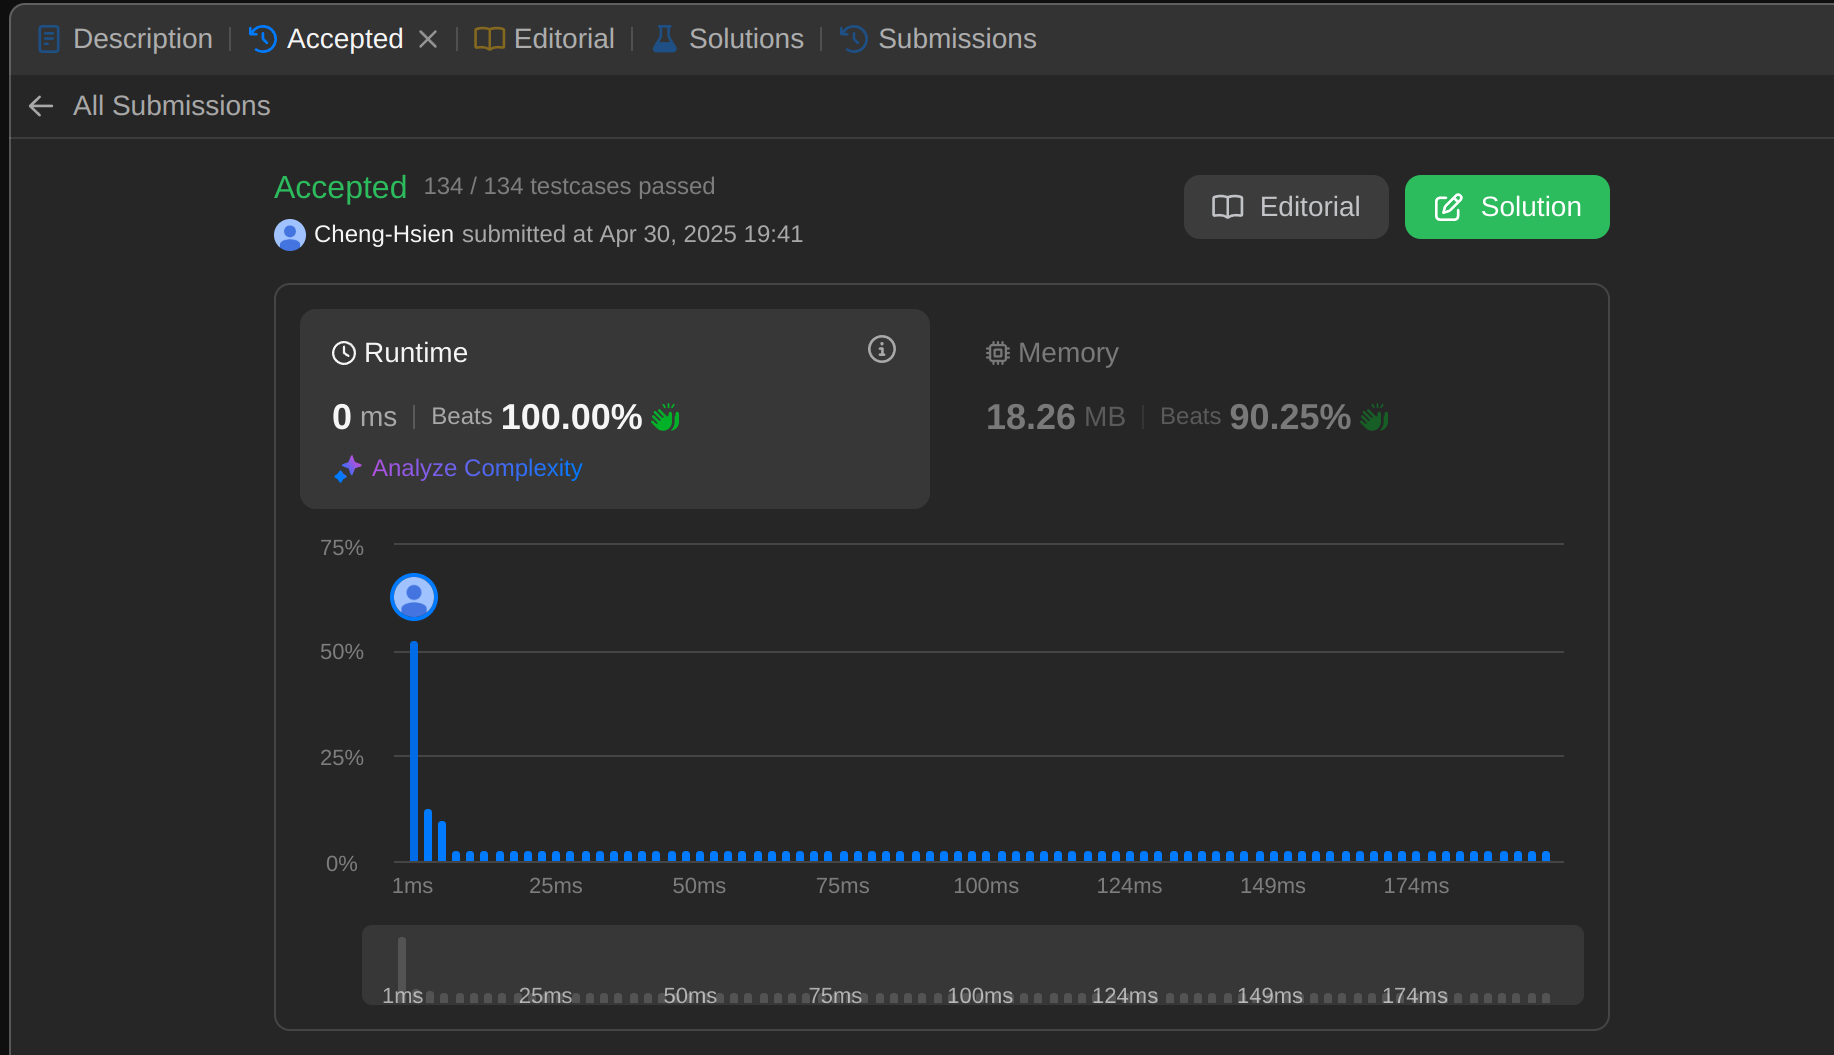 Description Accepted Editorial Solutions Submissions
All Submissions
Accepted 134 / 134 testcases passed
Cheng-Hsien submitted at Apr 30, 2025 19:41
Editorial Solution
Runtime
0 ms Beats 100.00%
Analyze Complexity
Memory
18.26 MB Beats 90.25%
75%
50%
25%
0%
1ms 25ms 50ms 75ms 100ms 124ms 149ms 174ms
1ms 25ms 50ms 75ms 100ms 124ms 149ms 174ms